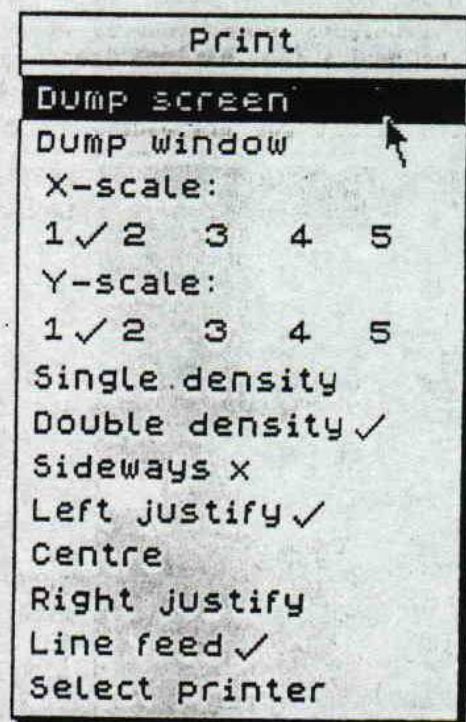 Print
Dump screen
Dump window
X-scale:
1 ✓ 2 3 4 5
Y-scale:
1 ✓ 2 3 4 5
Single density
Double density ✓
Sideways x
Left justify ✓
Centre
Right justify
Line feed ✓
Select printer